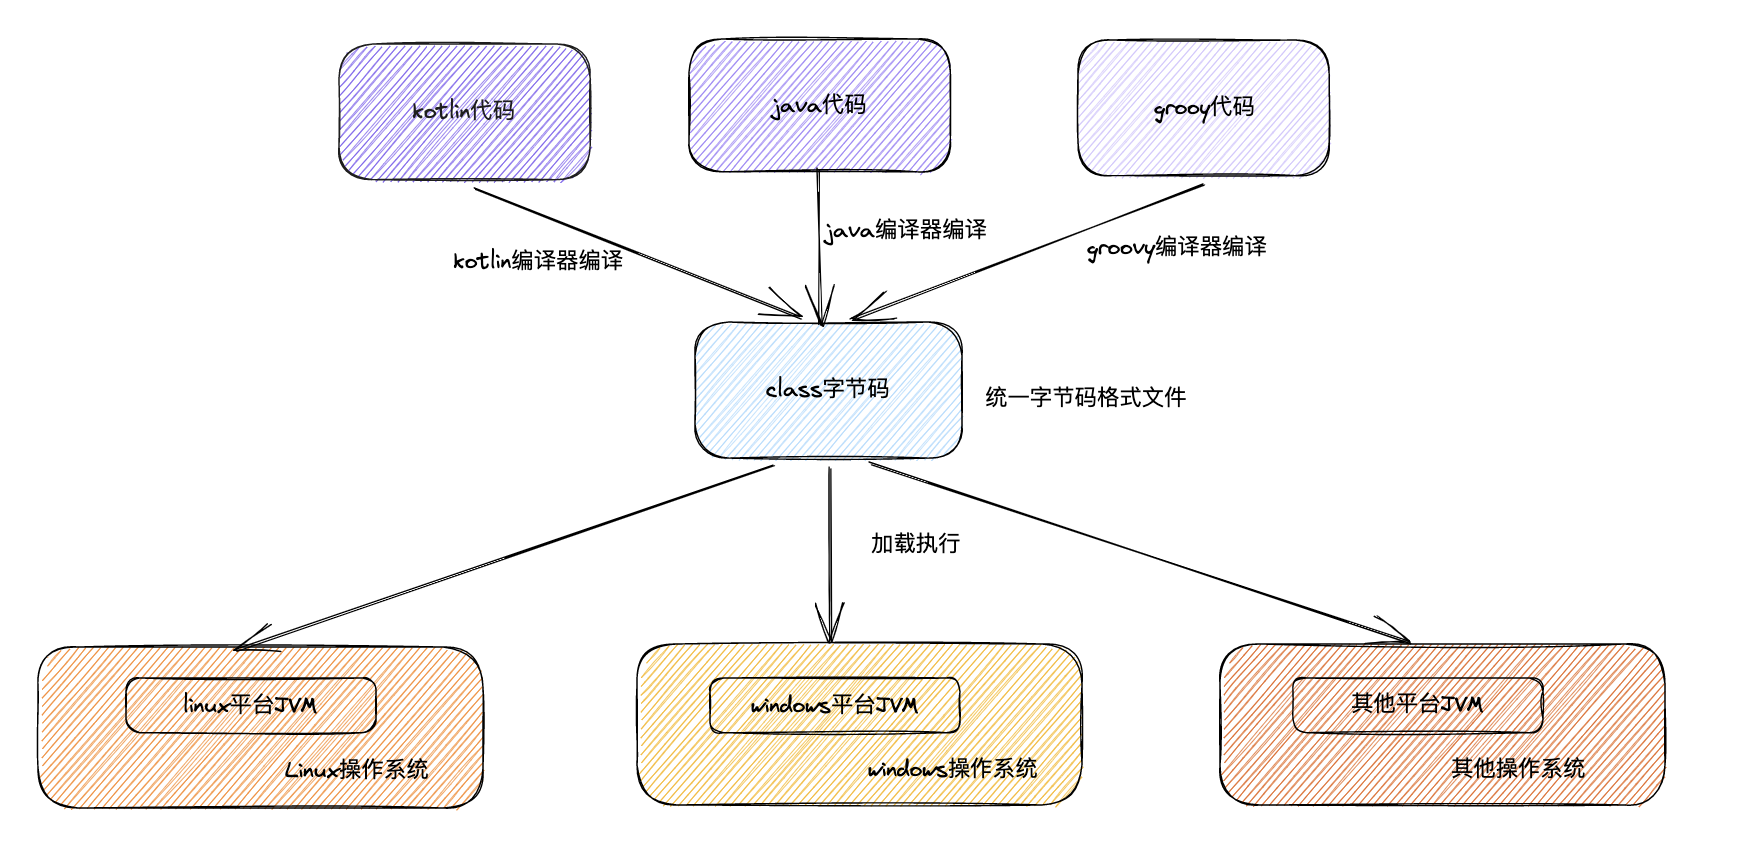 kotlin代码
java代码
grooy代码
java编译器编译
groovy编译器编译
kotlin编译器编译
class字节码
统一字节码格式文件
加载执行
linux平台JVM
windows平台JVM
其他平台JVM
Linux操作系统
windows操作系统
其他操作系统